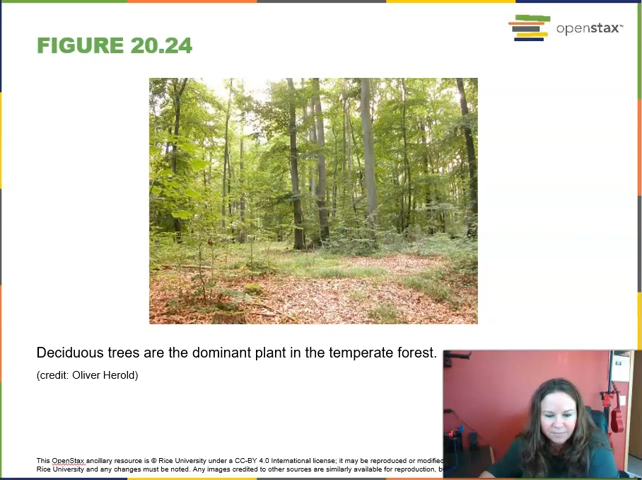 openstax™
FIGURE 20.24
Deciduous trees are the dominant plant in the temperate forest.
(credit: Oliver Herold)
This OpenStax ancillary resource is © Rice University under a CC-BY 4.0 International license; it may be reproduced or modified
Rice University and any changes must be noted. Any images credited to other sources are similarly available for reproduction,